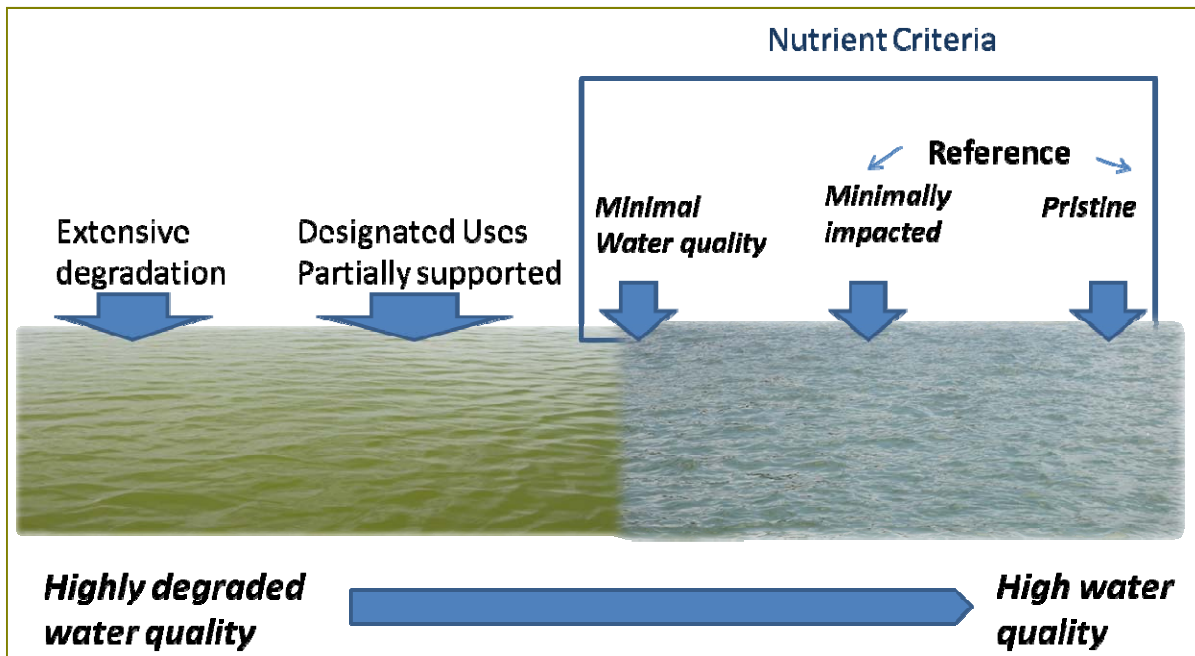 Nutrient Criteria
Reference
Minimal
Water quality
Minimally
impacted
Pristine
Extensive
degradation
Designated Uses
Partially supported
Highly degraded
water quality
High water
quality